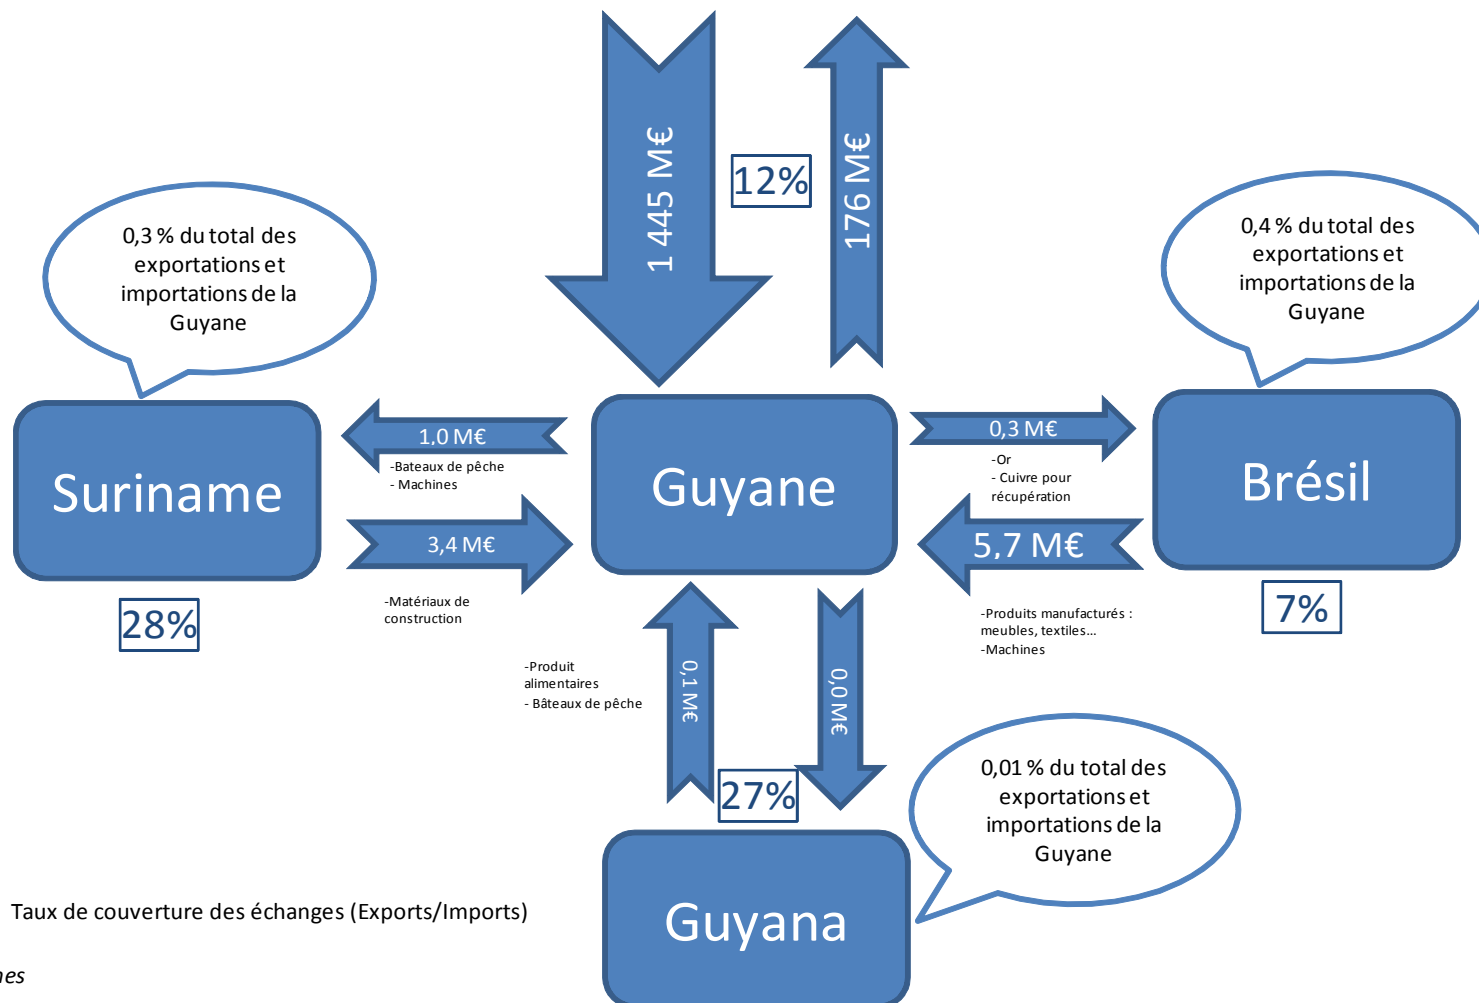 1 445 M€
12%
176 M€
0,3 % du total des
exportations et
importations de la
Guyane
0,4 % du total des
exportations et
importations de la
Guyane
Suriname
28%
1,0 M€
-Bateaux de pêche
- Machines
3,4 M€
-Matériaux de
construction
Guyane
0,3 M€
-Or
- Cuivre pour
récupération
5,7 M€
-Produits manufacturés :
meubles, textiles...
-Machines
Brésil
7%
-Produit
alimentaires
- Bâteaux de pêche
0,1 M€
0,0 M€
27%
0,01 % du total des
exportations et
importations de la
Guyane
Guyana
Taux de couverture des échanges (Exports/Imports)